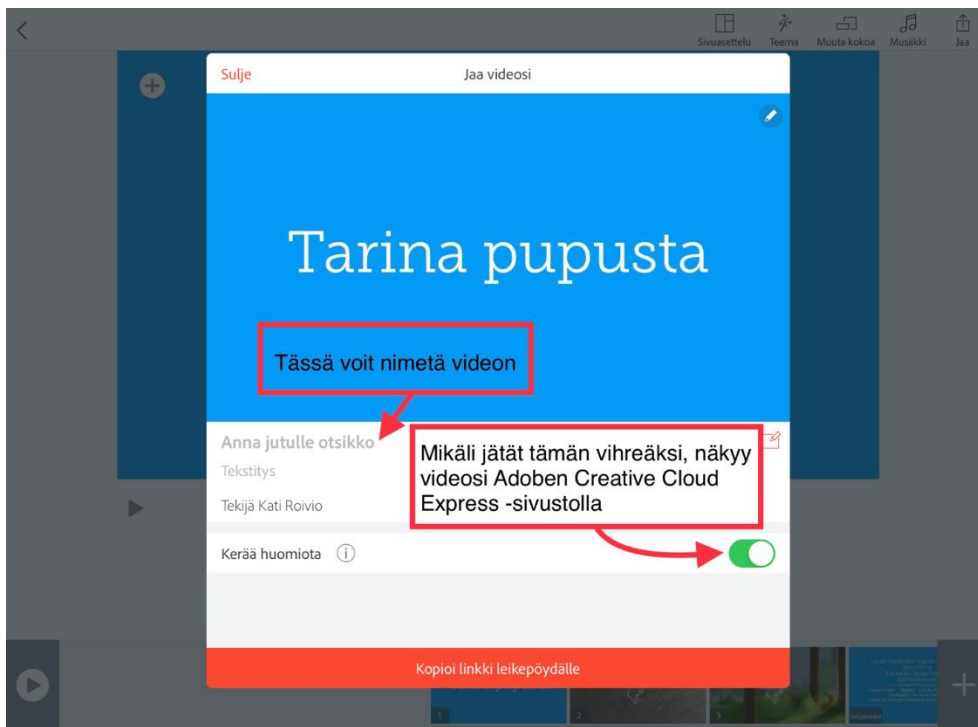 Sivuasettelu Teema Muuta kokoa Musiikki Jaa
Sulje Jaa videosi
Tarina pupusta
Tässä voit nimetä videon
Anna jutulle otsikko
Tekstitys
Tekijä Kati Roivio
Mikäli jätät tämän vihreäksi, näkyy
videosi Adoben Creative Cloud
Express -sivustolla
Kerää huomiota
Kopioi linkki leikepöydälle
pupusta
1 2 3 Tekijätiedot